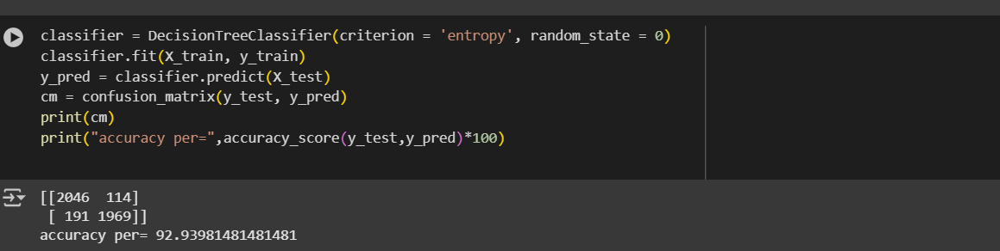 classifier = DecisionTreeClassifier(criterion = 'entropy', random_state = 0)
classifier.fit(X_train, y_train)
y_pred = classifier.predict(X_test)
cm = confusion_matrix(y_test, y_pred)
print(cm)
print("accuracy per=",accuracy_score(y_test,y_pred)*100)
[[2046  114]
 [ 191 1969]]
accuracy per= 92.93981481481481